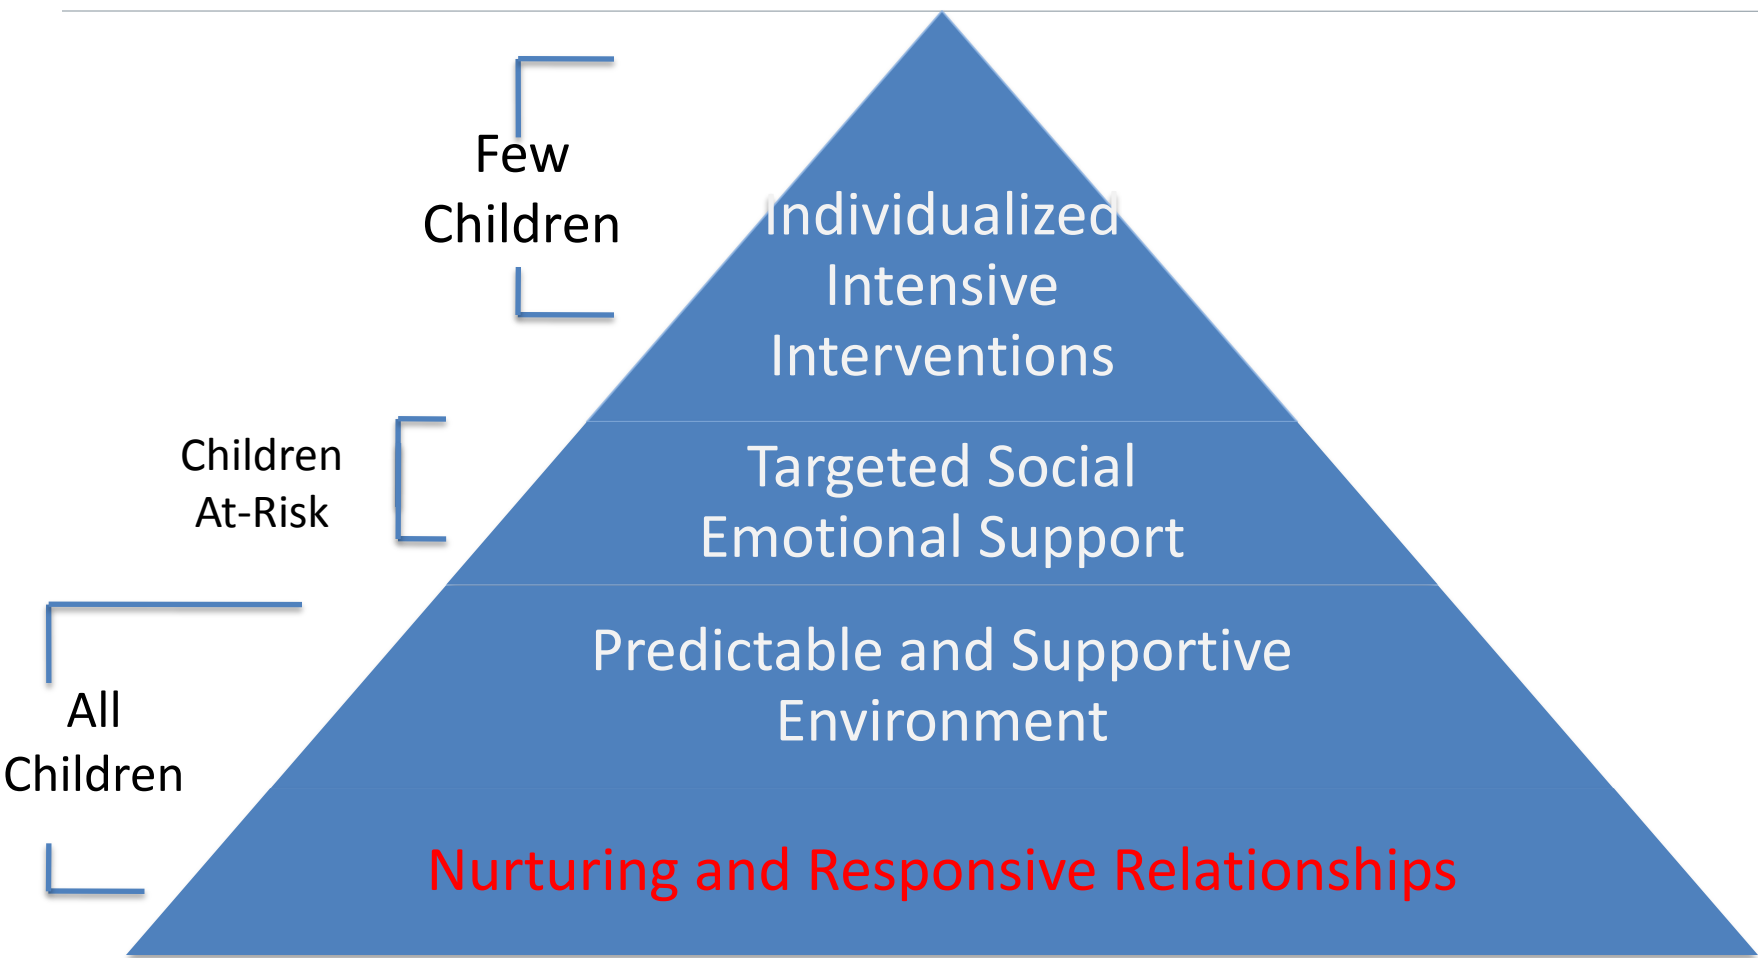 Few
Children
Individualized
Intensive
Interventions
Children
At-Risk
Targeted Social
Emotional Support
All
Children
Predictable and Supportive
Environment
Nurturing and Responsive Relationships